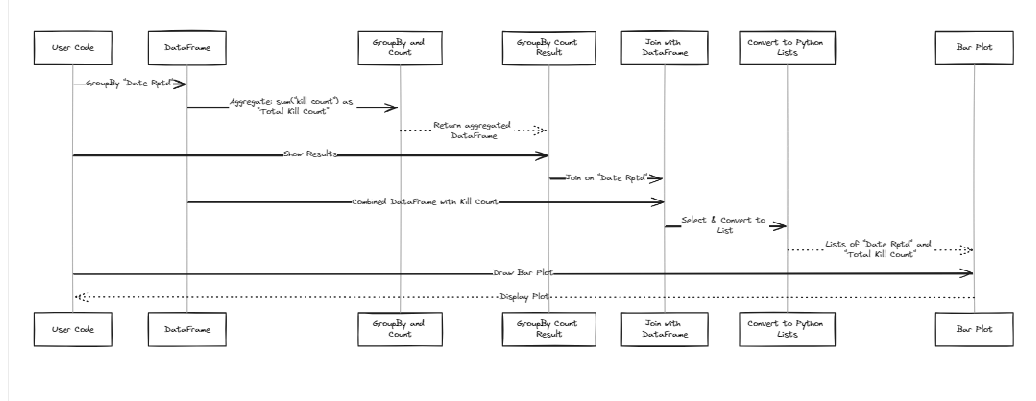 User Code
DataFrame
GroupBy and
Count
GroupBy Count
Result
Join with
DataFrame
Convert to Python
Lists
Bar Plot
GroupBy "Date Rptd"
Aggregate: sum("kill count") as
"Total Kill Count"
Return aggregated
DataFrame
Show Results
Join on "Date Rptd"
Combined DataFrame with Kill Count
Select & Convert to
List
Lists of "Date Rptd" and
"Total Kill Count"
Draw Bar Plot
Display Plot
User Code
DataFrame
GroupBy and
Count
GroupBy Count
Result
Join with
DataFrame
Convert to Python
Lists
Bar Plot